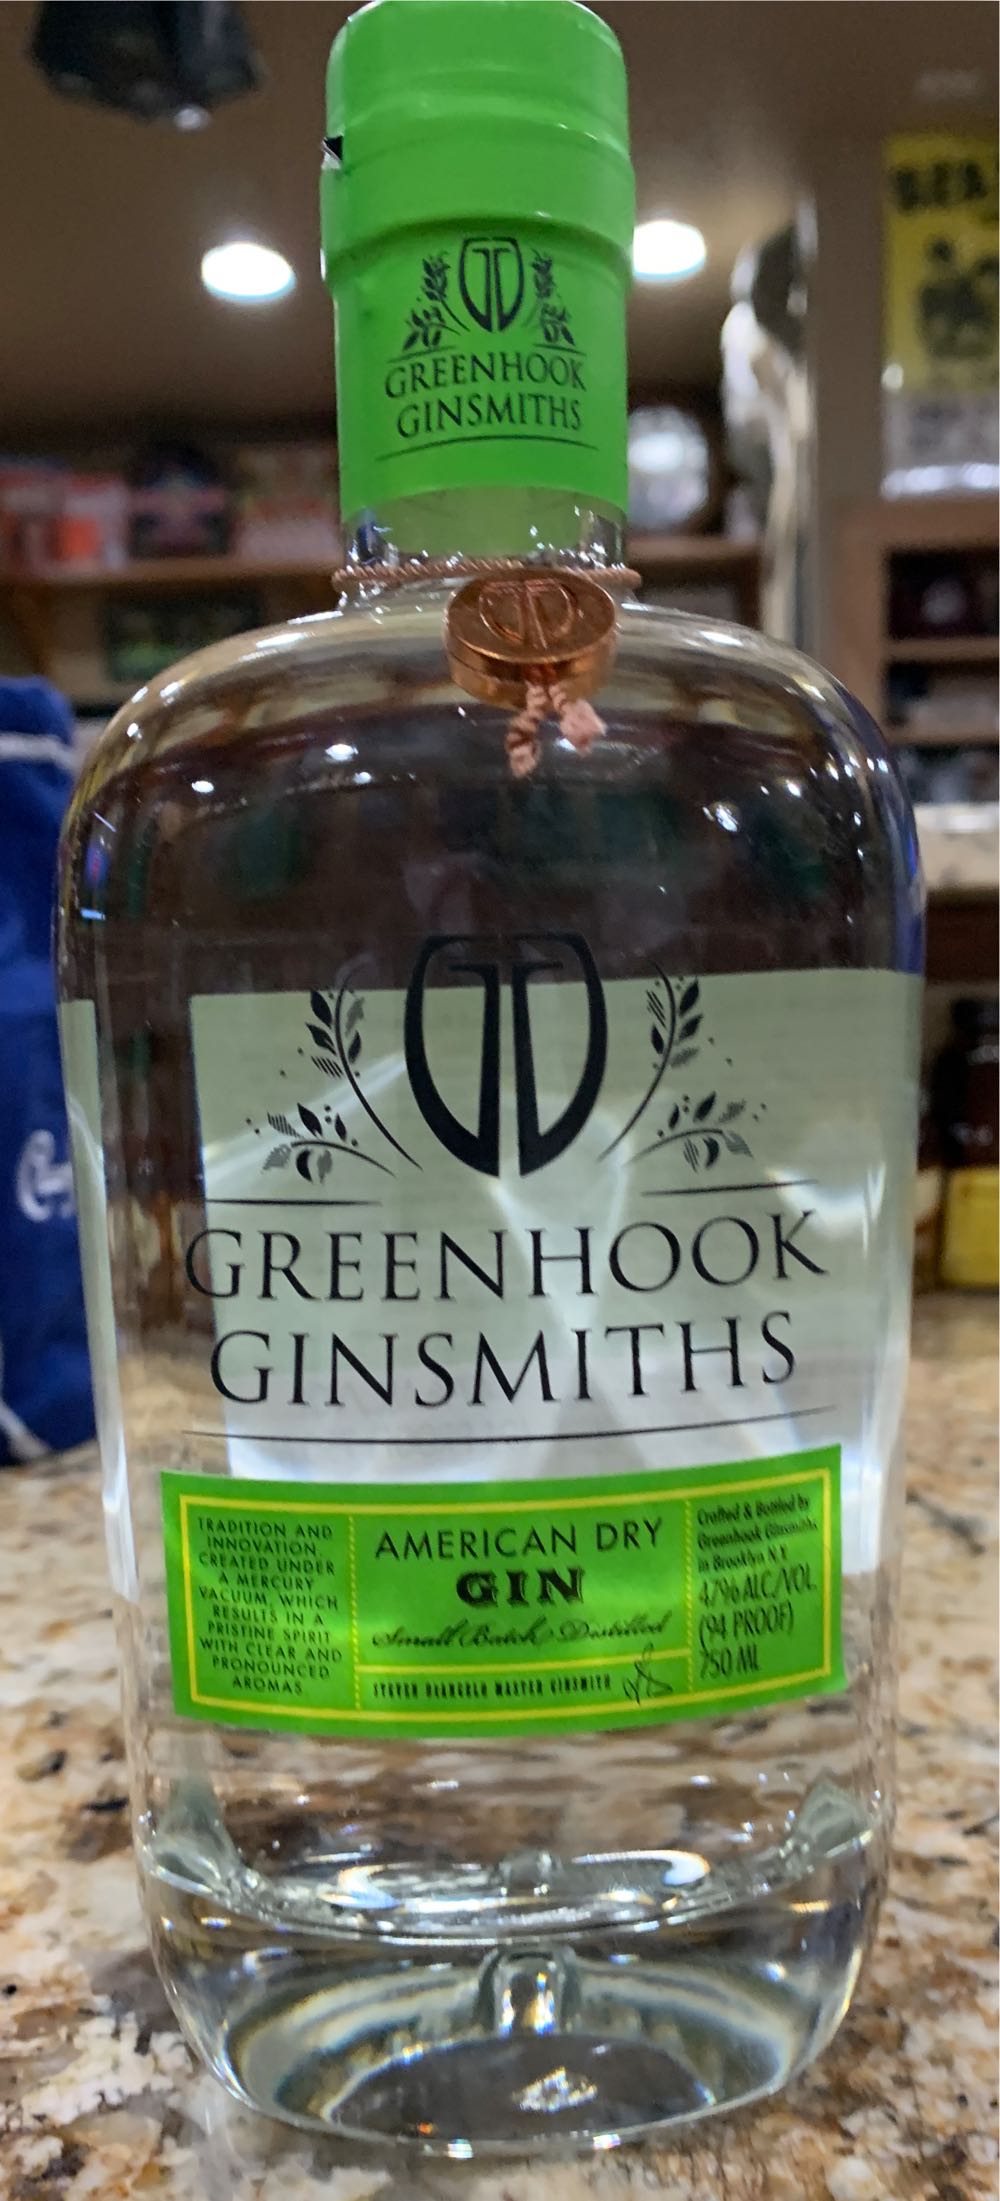 GREENHOOK
GINSMITHS
GREENHOOK
GINSMITHS
TRADITION AND
INNOVATION.
CREATED UNDER
A MERCURY
VACUUM, WHICH
RESULTS IN A
PRISTINE SPIRIT
WITH CLEAR AND
PRONOUNCED
AROMAS.
AMERICAN DRY
GIN
Small Batch Distilled
STEVEN DEANGELO MASTER GINSMITH
Crafted & Bottled by
Greenhook Ginsmiths,
in Brooklyn N.Y.
47% ALC/VOL.
(94 PROOF)
750 ML